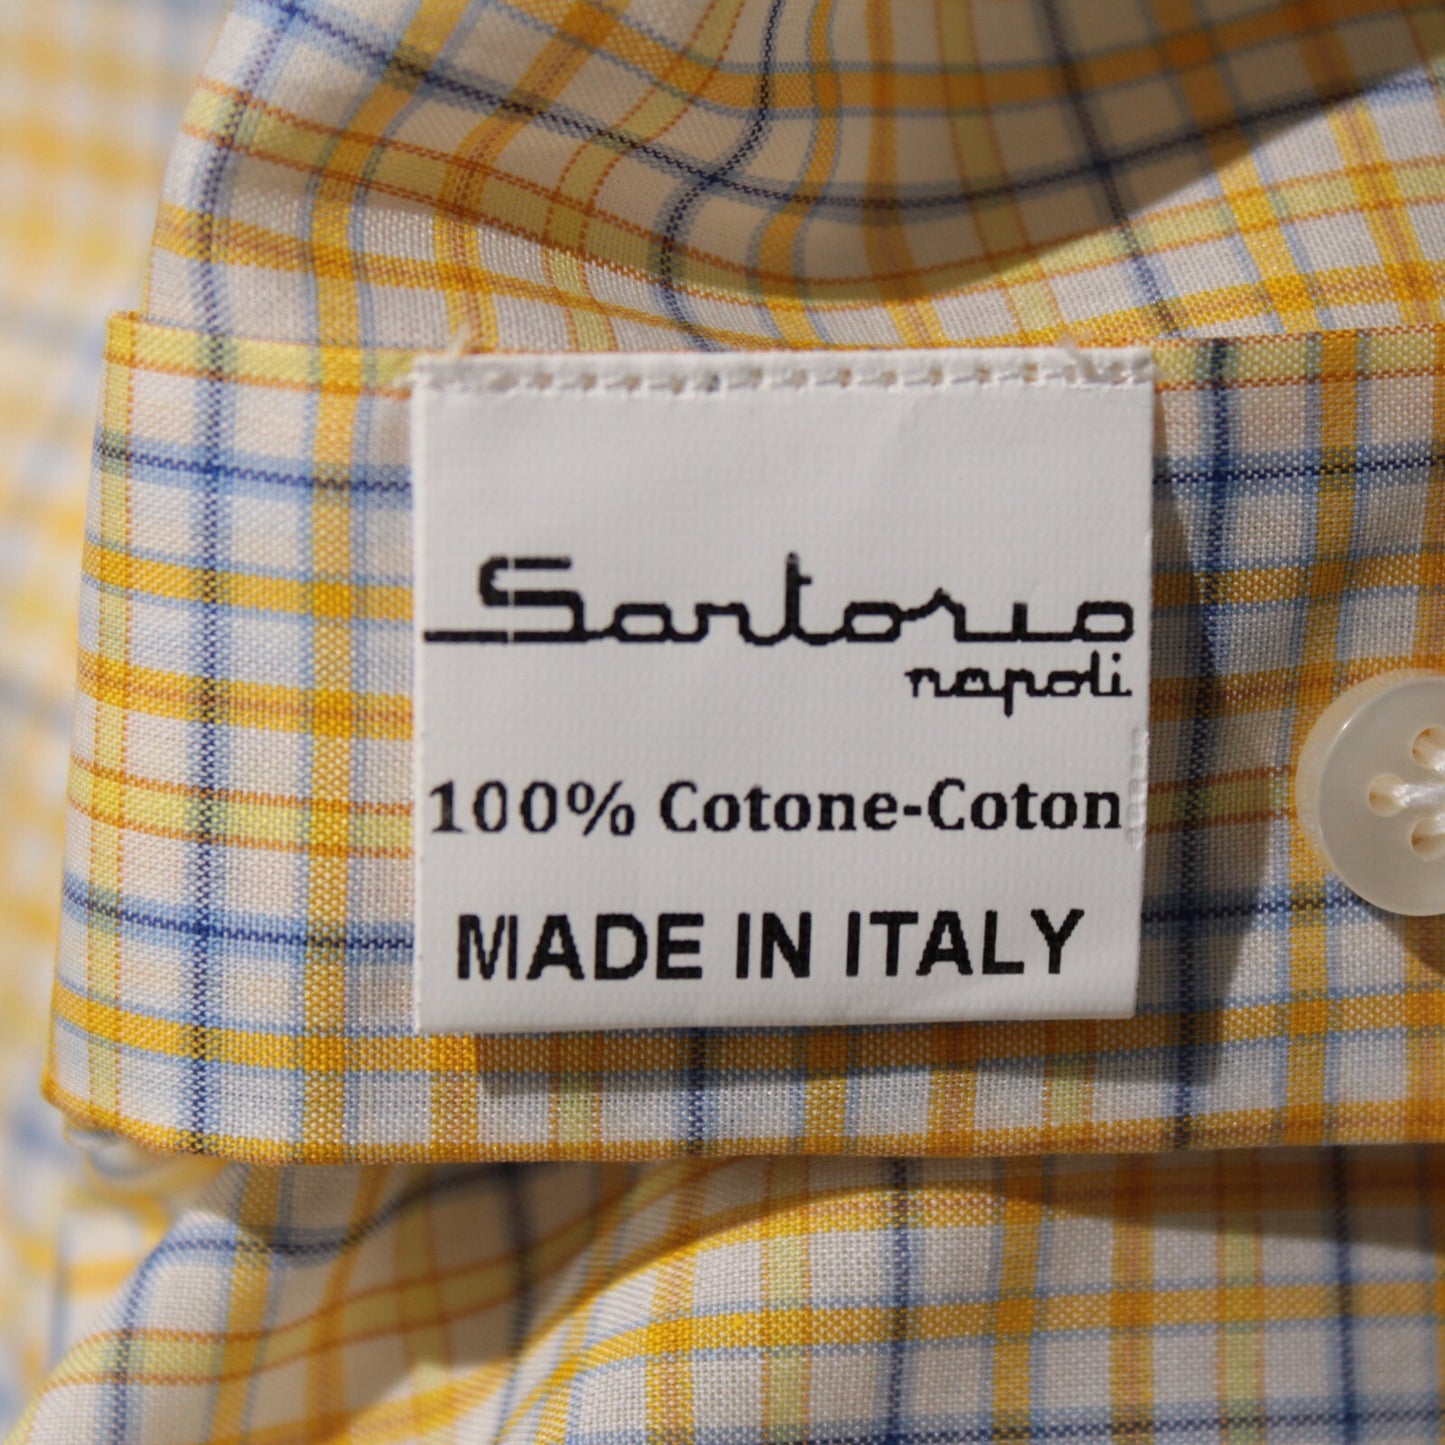 Sartorio
napoli
100% Cotone-Coton
MADE IN ITALY